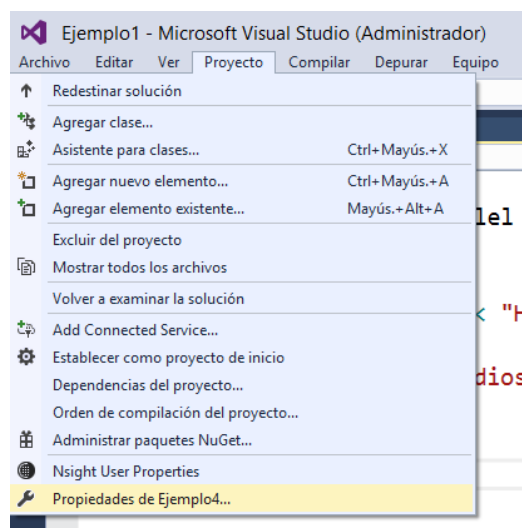 Ejemplo1 - Microsoft Visual Studio (Administrador)
Archivo Editar Ver Proyecto Compilar Depurar Equipo
Redestinar solución
Agregar clase...
Asistente para clases... Ctrl+Mayús.+X
Agregar nuevo elemento... Ctrl+Mayús.+A
Agregar elemento existente... Mayús.+Alt+A
lel
Excluir del proyecto
Mostrar todos los archivos
Volver a examinar la solución
< "H
Add Connected Service...
Establecer como proyecto de inicio
dios
Dependencias del proyecto...
Orden de compilación del proyecto...
Administrar paquetes NuGet...
Nsight User Properties
Propiedades de Ejemplo4...